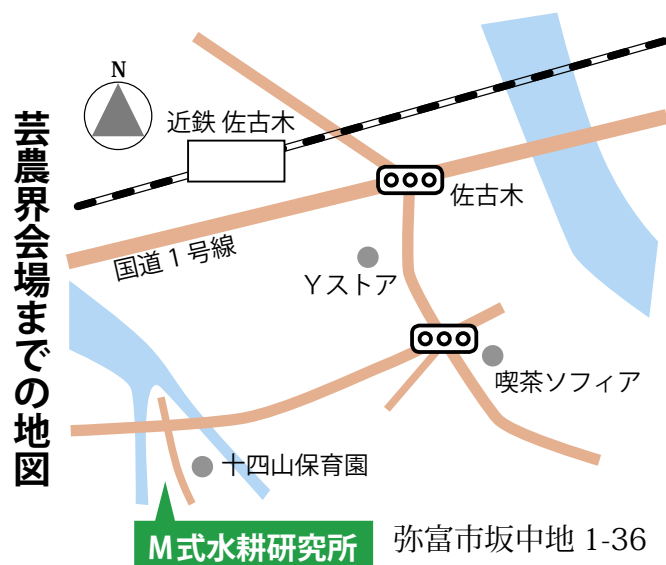 芸農界会場までの地図
N
近鉄 佐古木
佐古木
国道1号線
Yストア
喫茶ソフィア
十四山保育園
M式水耕研究所
弥富市坂中地 1-36